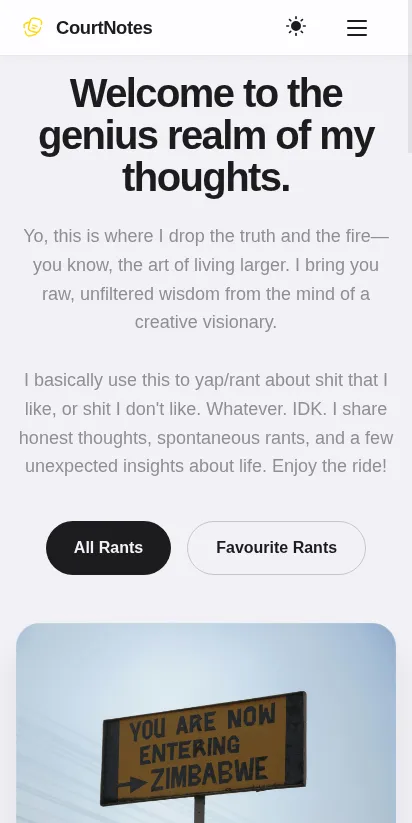 CourtNotes
Welcome to the
genius realm of my
thoughts.
Yo, this is where I drop the truth and the fire—
you know, the art of living larger. I bring you
raw, unfiltered wisdom from the mind of a
creative visionary.
I basically use this to yap/rant about shit that I
like, or shit I don't like. Whatever. IDK. I share
honest thoughts, spontaneous rants, and a few
unexpected insights about life. Enjoy the ride!
All Rants
Favourite Rants
YOU ARE NOW
ENTERING
ZIMBABWE